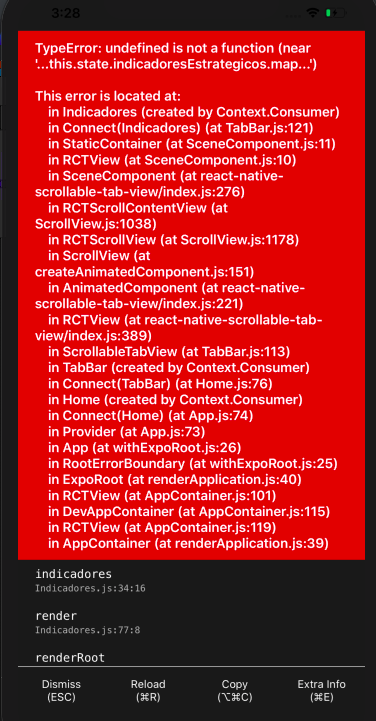 3:28
TypeError: undefined is not a function (near
'...this.state.indicadoresEstrategicos.map...')
This error is located at:
in Indicadores (created by Context.Consumer)
in Connect(Indicadores) (at TabBar.js:121)
in StaticContainer (at SceneComponent.js:11)
in RCTView (at SceneComponent.js:10)
in SceneComponent (at react-native-
scrollable-tab-view/index.js:276)
in RCTScrollContentView (at
ScrollView.js:1038)
in RCTScrollView (at ScrollView.js:1178)
in ScrollView (at
createAnimatedComponent.js:151)
in AnimatedComponent (at react-native-
scrollable-tab-view/index.js:221)
in RCTView (at react-native-scrollable-tab-
view/index.js:389)
in ScrollableTabView (at TabBar.js:113)
in TabBar (created by Context.Consumer)
in Connect(TabBar) (at Home.js:76)
in Home (created by Context.Consumer)
in Connect(Home) (at App.js:74)
in Provider (at App.js:73)
in App (at withExpoRoot.js:26)
in RootErrorBoundary (at withExpoRoot.js:25)
in ExpoRoot (at renderApplication.js:40)
in RCTView (at AppContainer.js:101)
in DevAppContainer (at AppContainer.js:115)
in RCTView (at AppContainer.js:119)
in AppContainer (at renderApplication.js:39)
indicadores
Indicadores.js:34:16
render
Indicadores.js:77:8
renderRoot
Dismiss Reload Copy Extra Info
(ESC) (⌘R) (⌥⌘C) (⌘E)